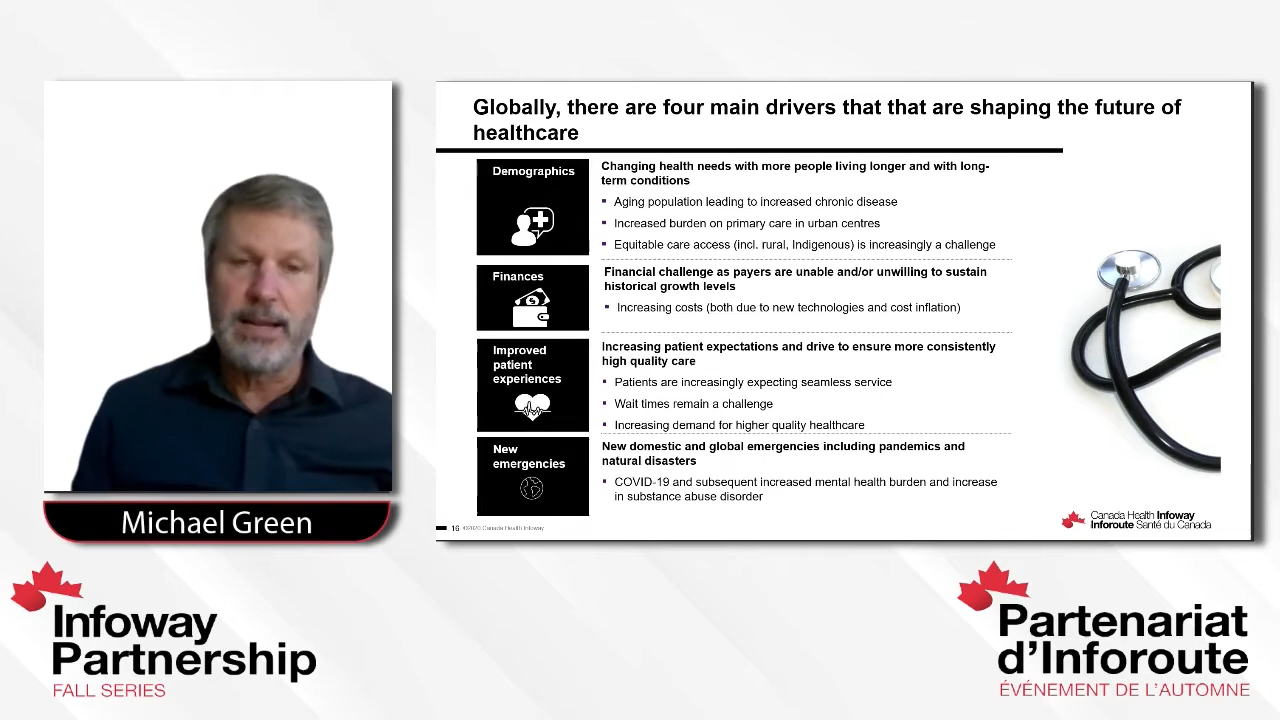 Globally, there are four main drivers that that are shaping the future of
healthcare
Demographics
Changing health needs with more people living longer and with long-
term conditions
▪ Aging population leading to increased chronic disease
▪ Increased burden on primary care in urban centres
▪ Equitable care access (incl. rural, Indigenous) is increasingly a challenge
Finances
Financial challenge as payers are unable and/or unwilling to sustain
historical growth levels
▪ Increasing costs (both due to new technologies and cost inflation)
Improved
patient
experiences
Increasing patient expectations and drive to ensure more consistently
high quality care
▪ Patients are increasingly expecting seamless service
▪ Wait times remain a challenge
▪ Increasing demand for higher quality healthcare
New
emergencies
New domestic and global emergencies including pandemics and
natural disasters
▪ COVID-19 and subsequent increased mental health burden and increase
in substance abuse disorder
16 ©2020 Canada Health Infoway
Canada Health Infoway
Inforoute Santé du Canada
Michael Green
Infoway
Partnership
FALL SERIES
Partenariat
d'Inforoute
ÉVÉNEMENT DE L'AUTOMNE